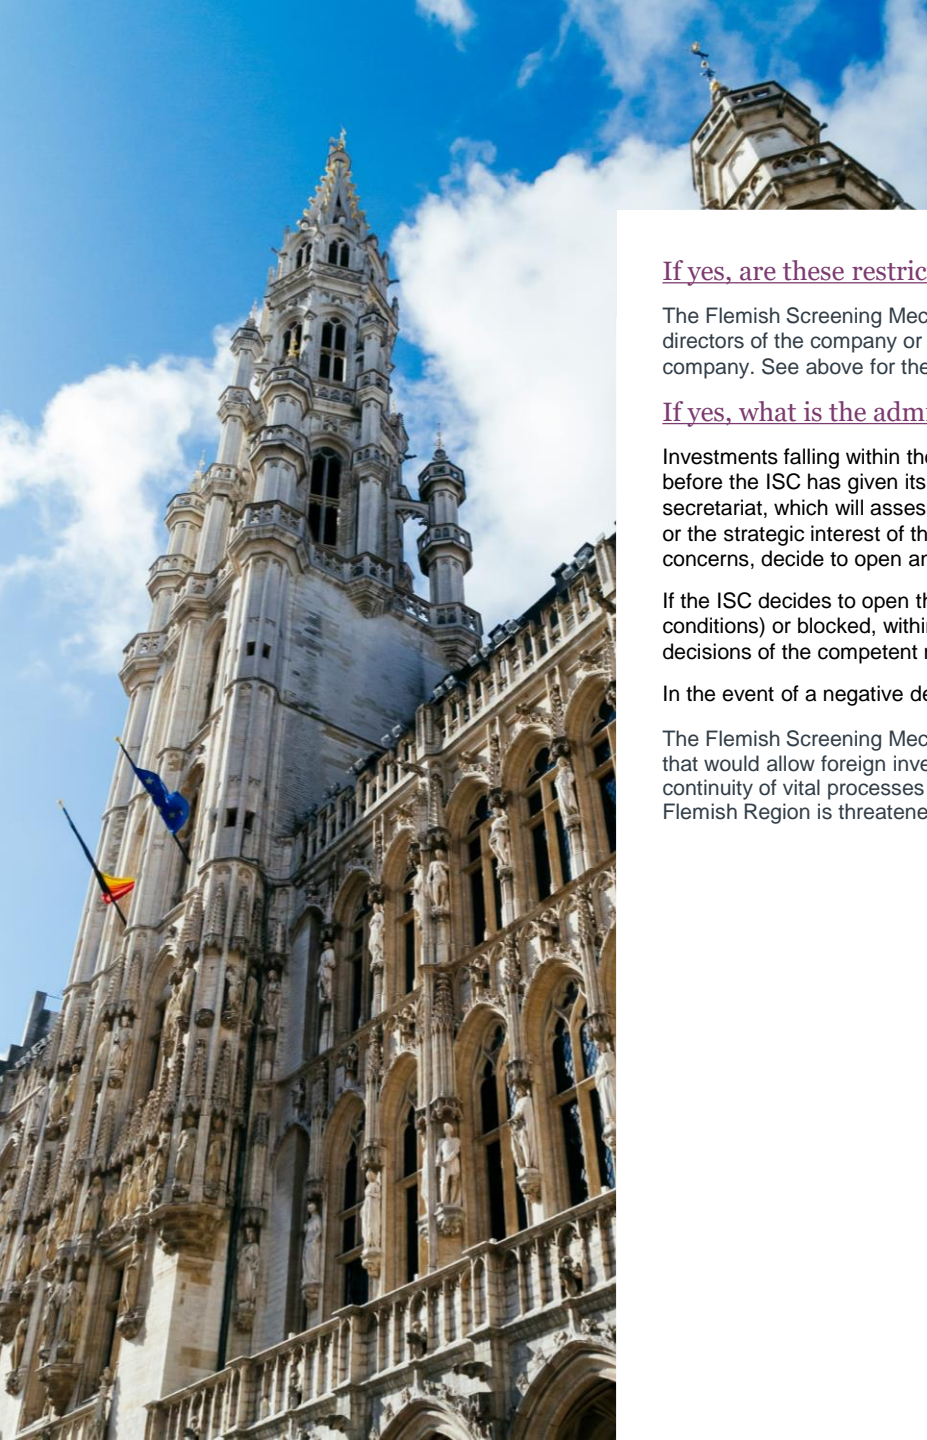 If yes, are these restric
The Flemish Screening Mec
directors of the company or
company. See above for the
If yes, what is the adm
Investments falling within the
before the ISC has given its
secretariat, which will asses
or the strategic interest of th
concerns, decide to open an
If the ISC decides to open th
conditions) or blocked, within
decisions of the competent
In the event of a negative de
The Flemish Screening Mec
that would allow foreign inve
continuity of vital processes
Flemish Region is threatene